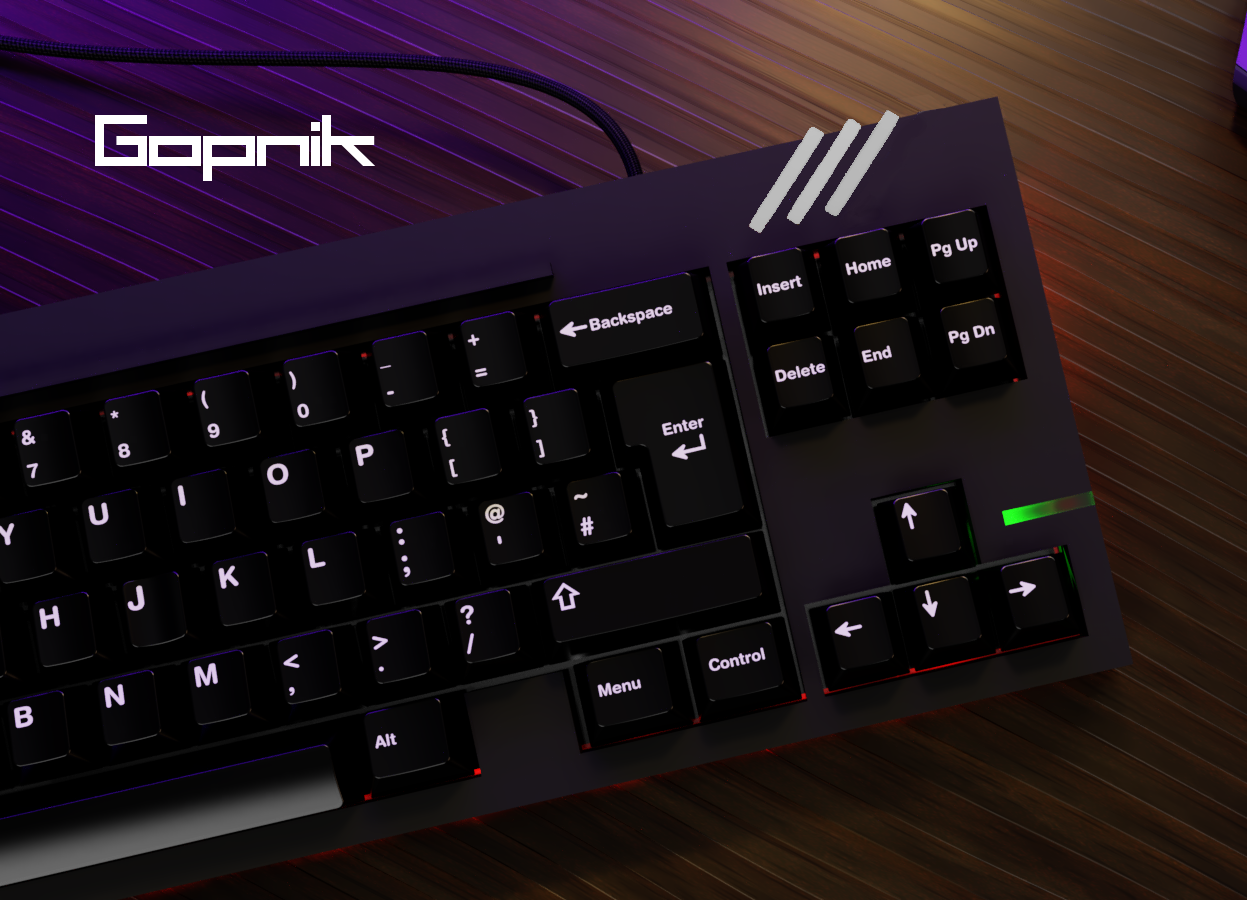 Gopnik
Insert Home Pg Up
Delete End Pg Dn
← Backspace
& 7 * 8 ( 9 ) 0 _ - + =
Y U I O P { [ } ] Enter ↵
H J K L : ; @ ' ~ #
B N M < , > . ? / ⇧
Alt Menu Control
↑
← ↓ →